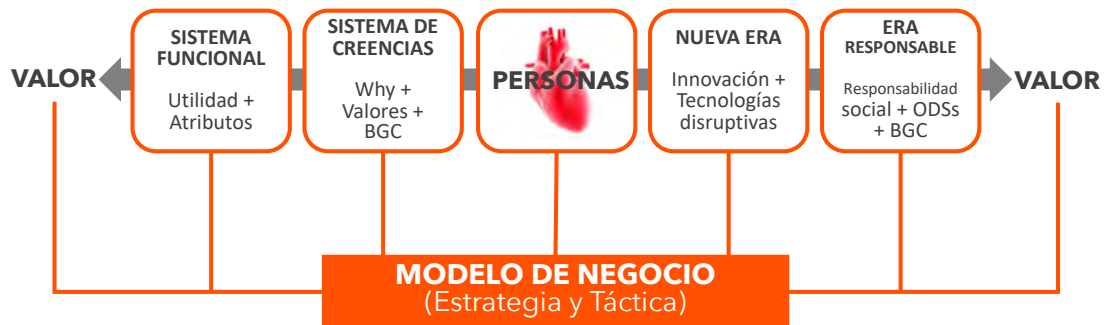 VALOR
SISTEMA
FUNCIONAL
Utilidad +
Atributos
SISTEMA DE
CREENCIAS
Why +
Valores +
BGC
PERSONAS
NUEVA ERA
Innovación +
Tecnologías
disruptivas
ERA
RESPONSABLE
Responsabilidad
social + ODSs
+ BGC
VALOR
MODELO DE NEGOCIO
(Estrategia y Táctica)